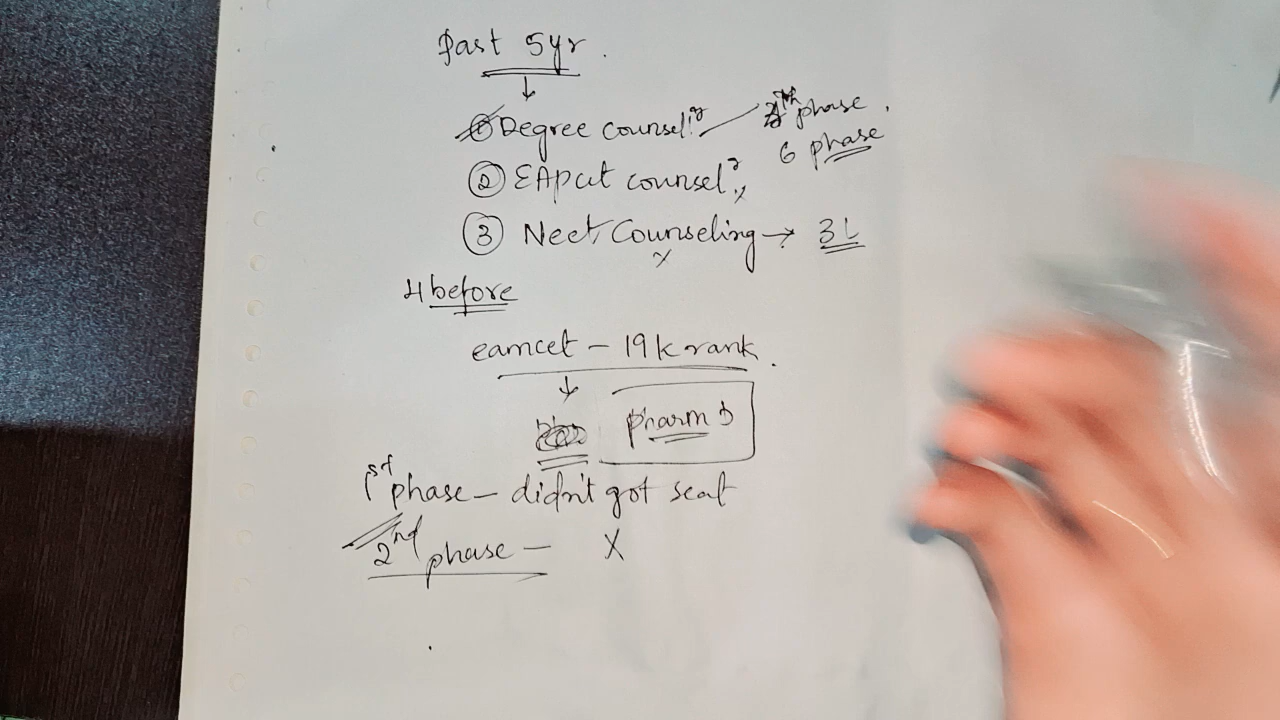 Past 5yr.
① Degree counsel?
4th phase.
6 phase
② EApcet counsel?
③ Neet Counseling → 3L
4 before
eamcet - 19k rank.
Pharm D
1st phase - didn't got seat
2nd phase - X